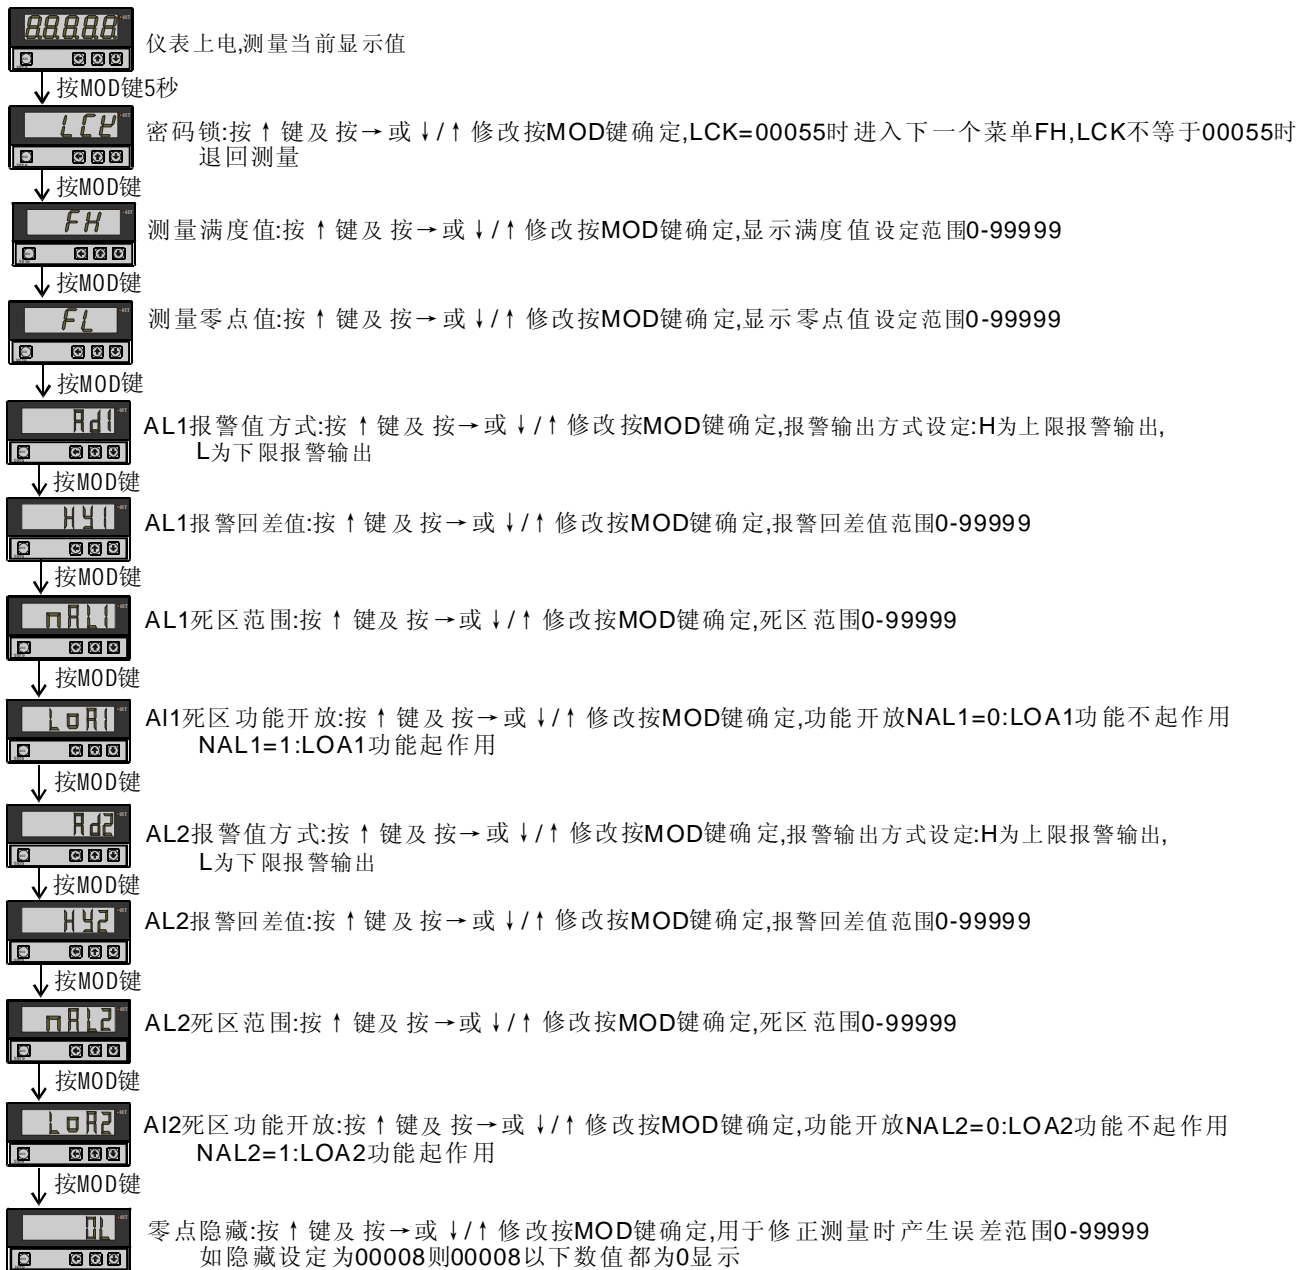 88888
仪表上电,测量当前显示值
按MOD键5秒
LCK
密码锁:按↑键及按→或↓/↑修改按MOD键确定,LCK=00055时进入下一个菜单FH,LCK不等于00055时
退回测量
按MOD键
FH
测量满度值:按↑键及按→或↓/↑修改按MOD键确定,显示满度值设定范围0-99999
按MOD键
FL
测量零点值:按↑键及按→或↓/↑修改按MOD键确定,显示零点值设定范围0-99999
按MOD键
Ad1
AL1报警值方式:按↑键及按→或↓/↑修改按MOD键确定,报警输出方式设定:H为上限报警输出,
L为下限报警输出
按MOD键
HY1
AL1报警回差值:按↑键及按→或↓/↑修改按MOD键确定,报警回差值范围0-99999
按MOD键
nAL1
AL1死区范围:按↑键及按→或↓/↑修改按MOD键确定,死区范围0-99999
按MOD键
LoA1
Al1死区功能开放:按↑键及按→或↓/↑修改按MOD键确定,功能开放NAL1=0:LOA1功能不起作用
NAL1=1:LOA1功能起作用
按MOD键
Ad2
AL2报警值方式:按↑键及按→或↓/↑修改按MOD键确定,报警输出方式设定:H为上限报警输出,
L为下限报警输出
按MOD键
HY2
AL2报警回差值:按↑键及按→或↓/↑修改按MOD键确定,报警回差值范围0-99999
按MOD键
nAL2
AL2死区范围:按↑键及按→或↓/↑修改按MOD键确定,死区范围0-99999
按MOD键
LoA2
Al2死区功能开放:按↑键及按→或↓/↑修改按MOD键确定,功能开放NAL2=0:LOA2功能不起作用
NAL2=1:LOA2功能起作用
按MOD键
0L
零点隐藏:按↑键及按→或↓/↑修改按MOD键确定,用于修正测量时产生误差范围0-99999
如隐藏设定为00008则00008以下数值都为0显示